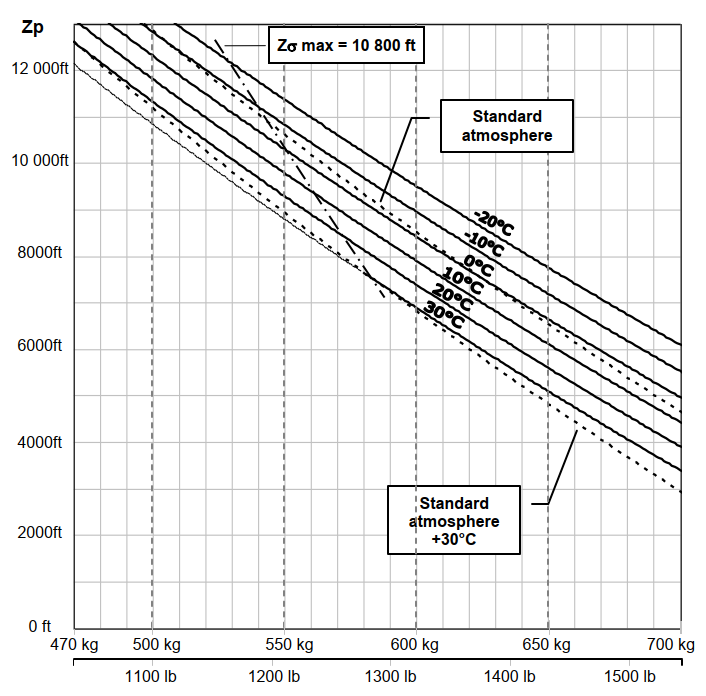 Zp
Zσ max = 10 800 ft
12 000ft
Standard
atmosphere
10 000ft
-20°C
-10°C
8000ft
0°C
10°C
20°C
30°C
6000ft
4000ft
Standard
atmosphere
+30°C
2000ft
0 ft
470 kg 500 kg 550 kg 600 kg 650 kg 700 kg
1100 lb 1200 lb 1300 lb 1400 lb 1500 lb